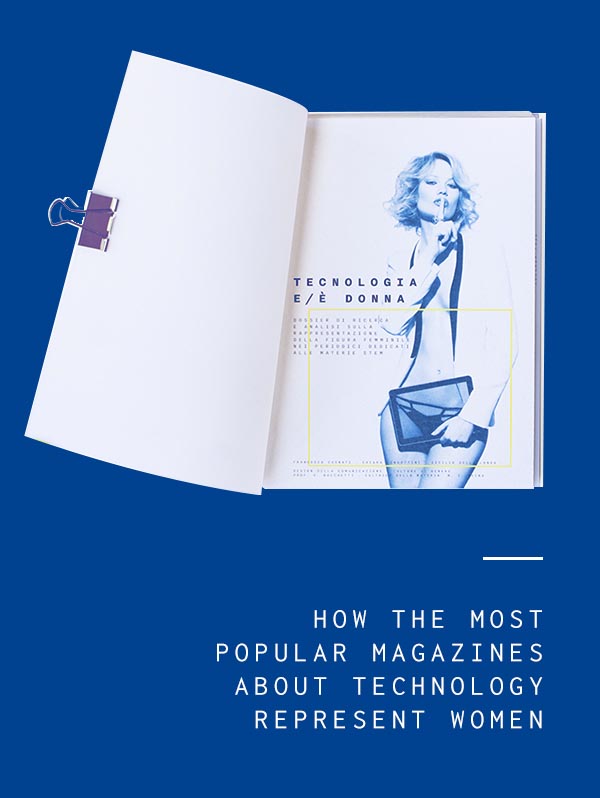 TECNOLOGIA
E/È DONNA
DOSSIER DI RICERCA
E ANALISI SULLA
RAPPRESENTAZIONE
DELLA FIGURA FEMMINILE
NEI PERIODICI DEDICATI
ALLE MATERIE STEM
HOW THE MOST
POPULAR MAGAZINES
ABOUT TECHNOLOGY
REPRESENT WOMEN